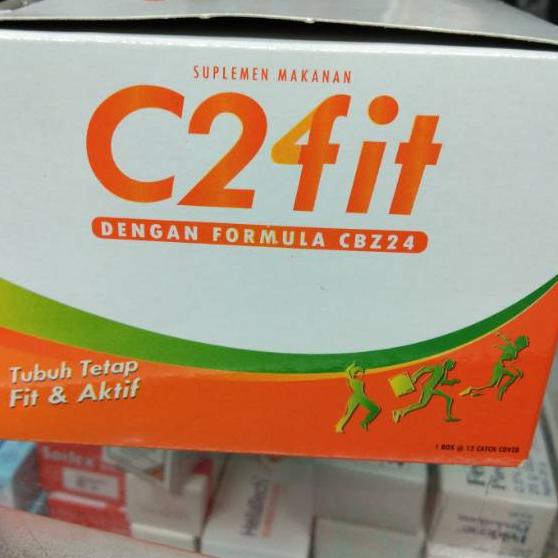 SUPLEMEN MAKANAN
C24fit
DENGAN FORMULA CBZ24
Tubuh Tetap
Fit & Aktif
1 BOX @ 12 CATCH COVER